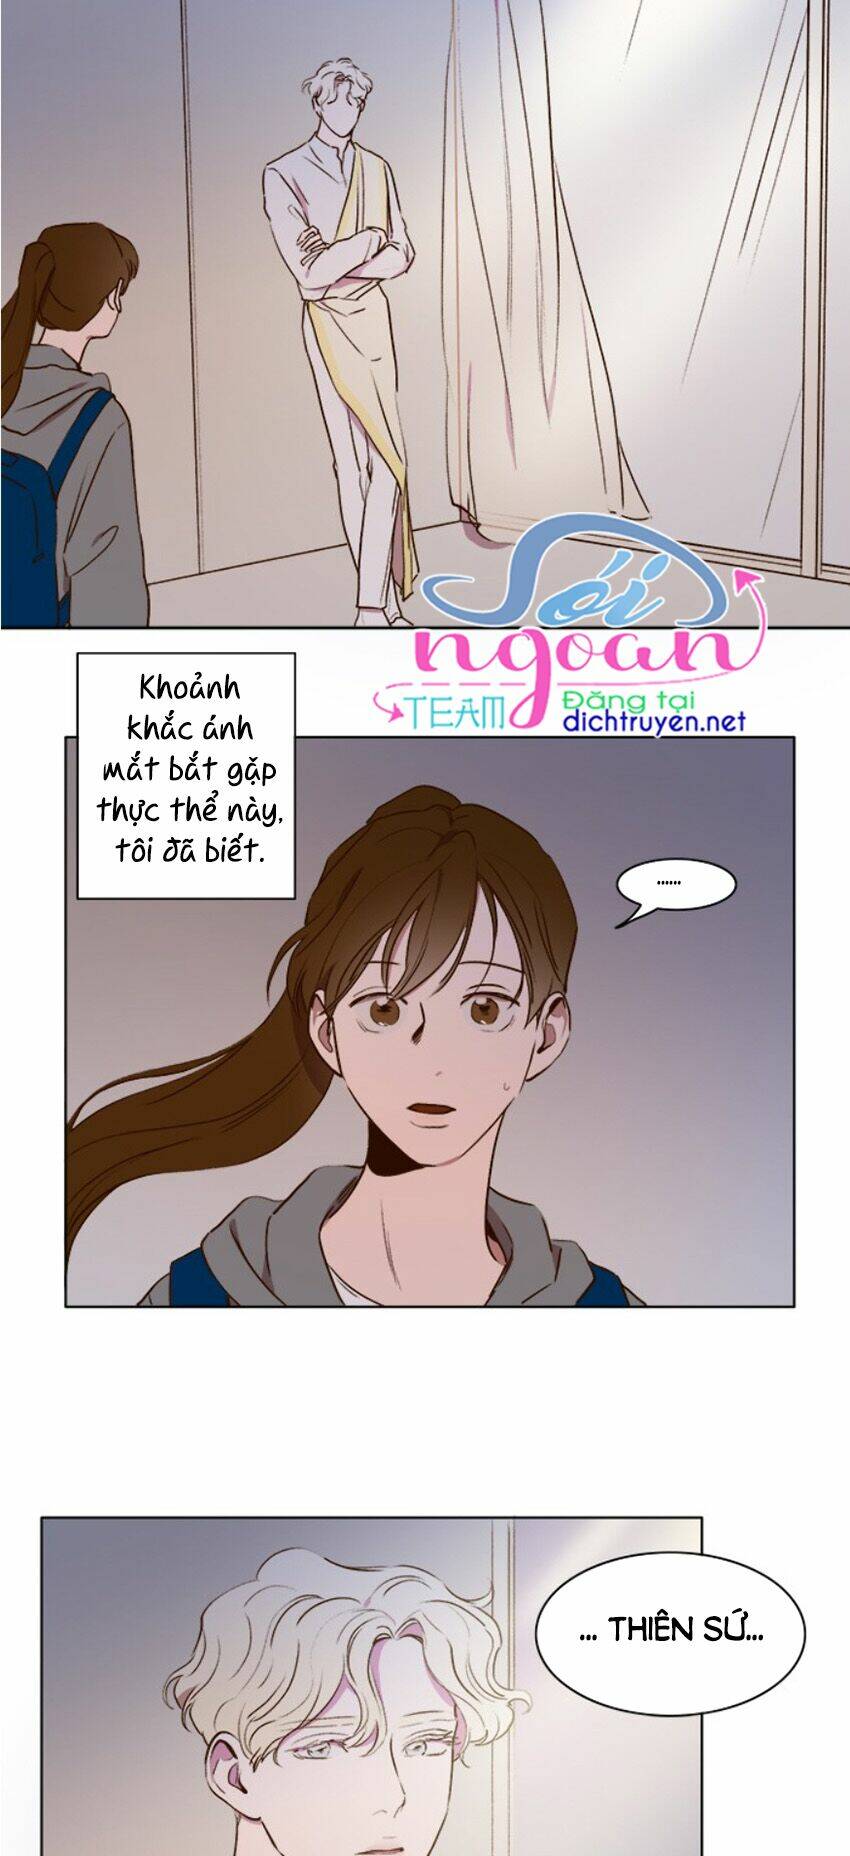 Sói
ngoan
TEAM
Đăng tại
dichtruyen.net
Khoảnh
khắc ánh
mắt bắt gặp
thực thể này,
tôi đã biết.
.......
... THIÊN SỨ...